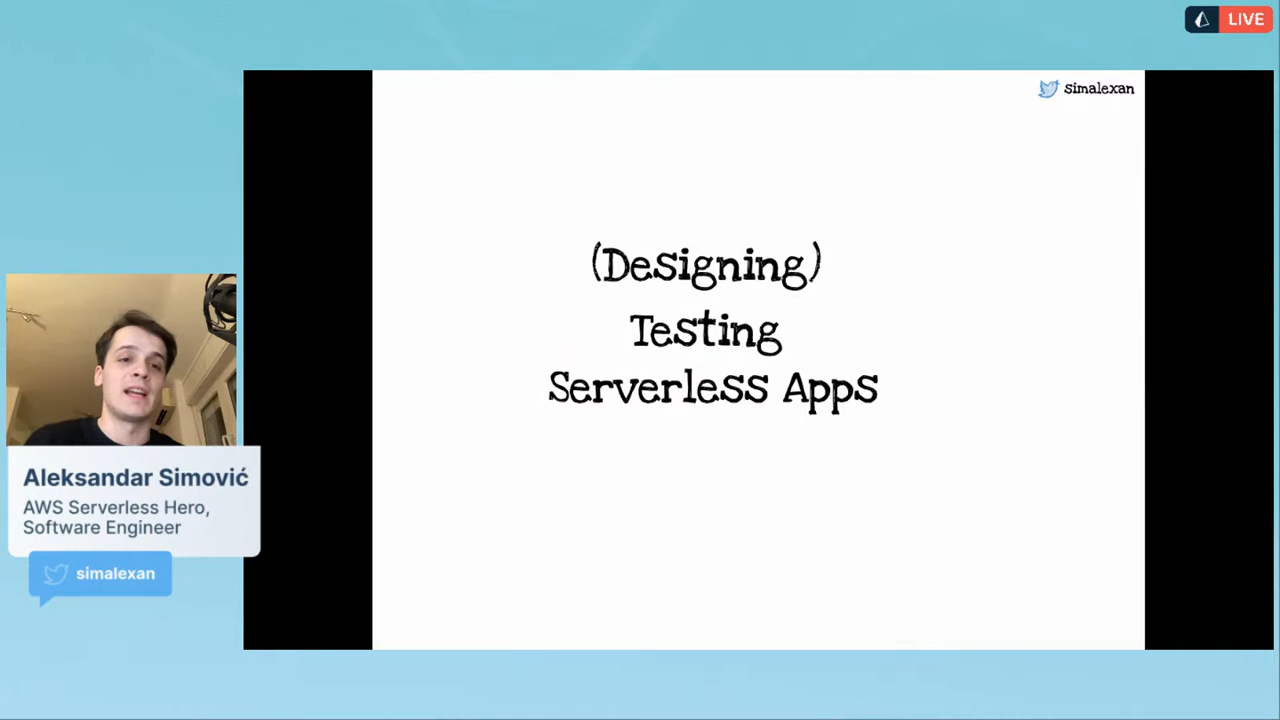 LIVE
simalexan
(Designing)
Testing
Serverless Apps
Aleksandar Simović
AWS Serverless Hero,
Software Engineer
simalexan